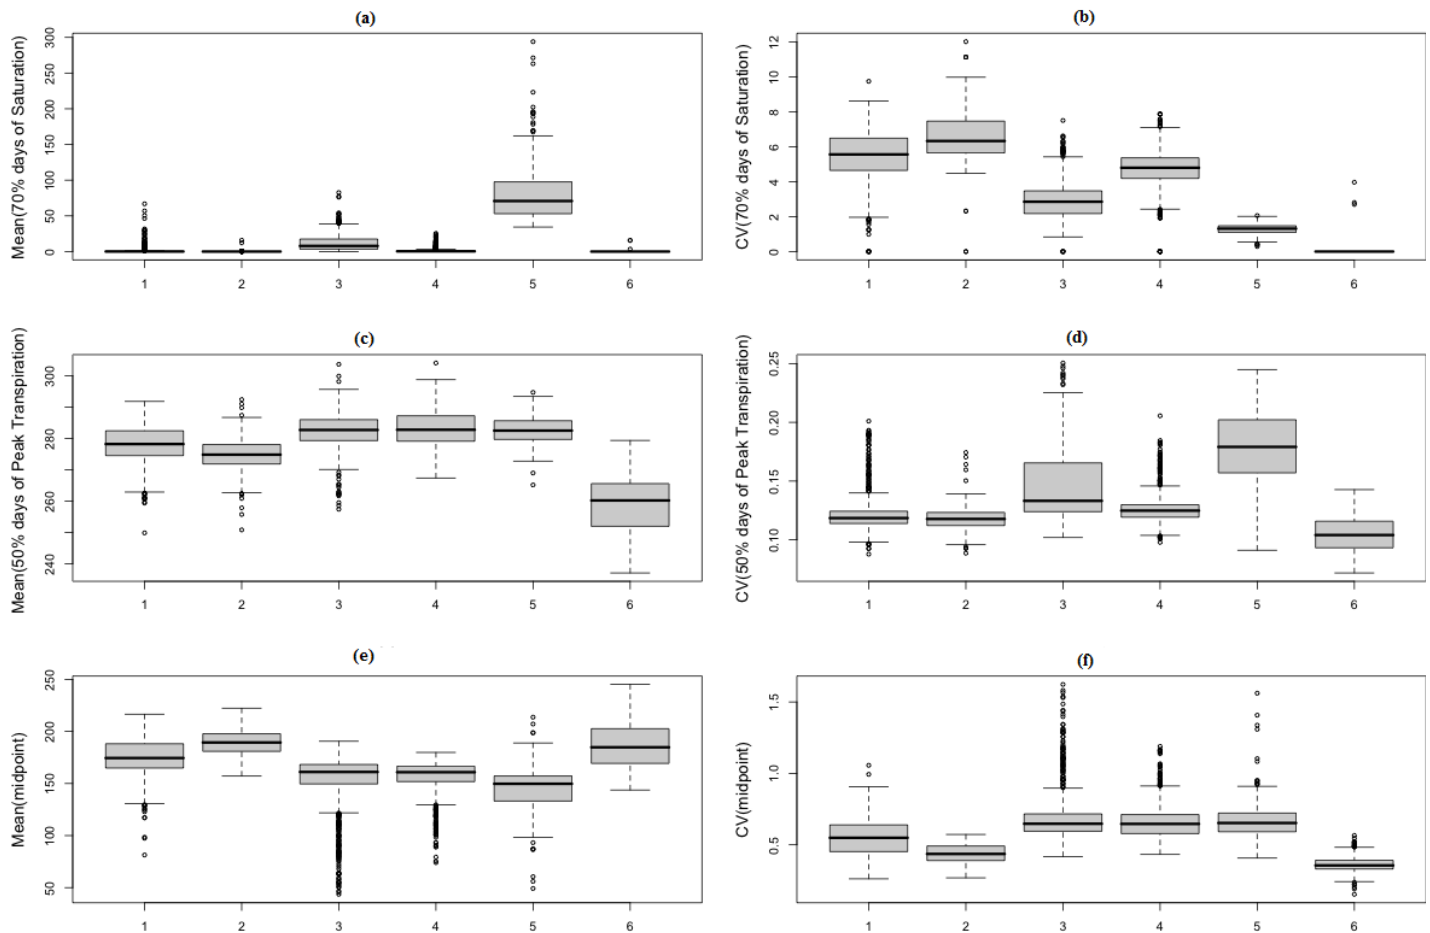 (a)
Mean(70% days of Saturation)
300
250
200
150
100
50
0
1 2 3 4 5 6
(b)
CV(70% days of Saturation)
12
10
8
6
4
2
0
1 2 3 4 5 6
(c)
Mean(50% days of Peak Transpiration)
300
280
260
240
1 2 3 4 5 6
(d)
CV(50% days of Peak Transpiration)
0.25
0.20
0.15
0.10
1 2 3 4 5 6
(e)
Mean(midpoint)
250
200
150
100
50
1 2 3 4 5 6
(f)
CV(midpoint)
1.5
1.0
0.5
1 2 3 4 5 6